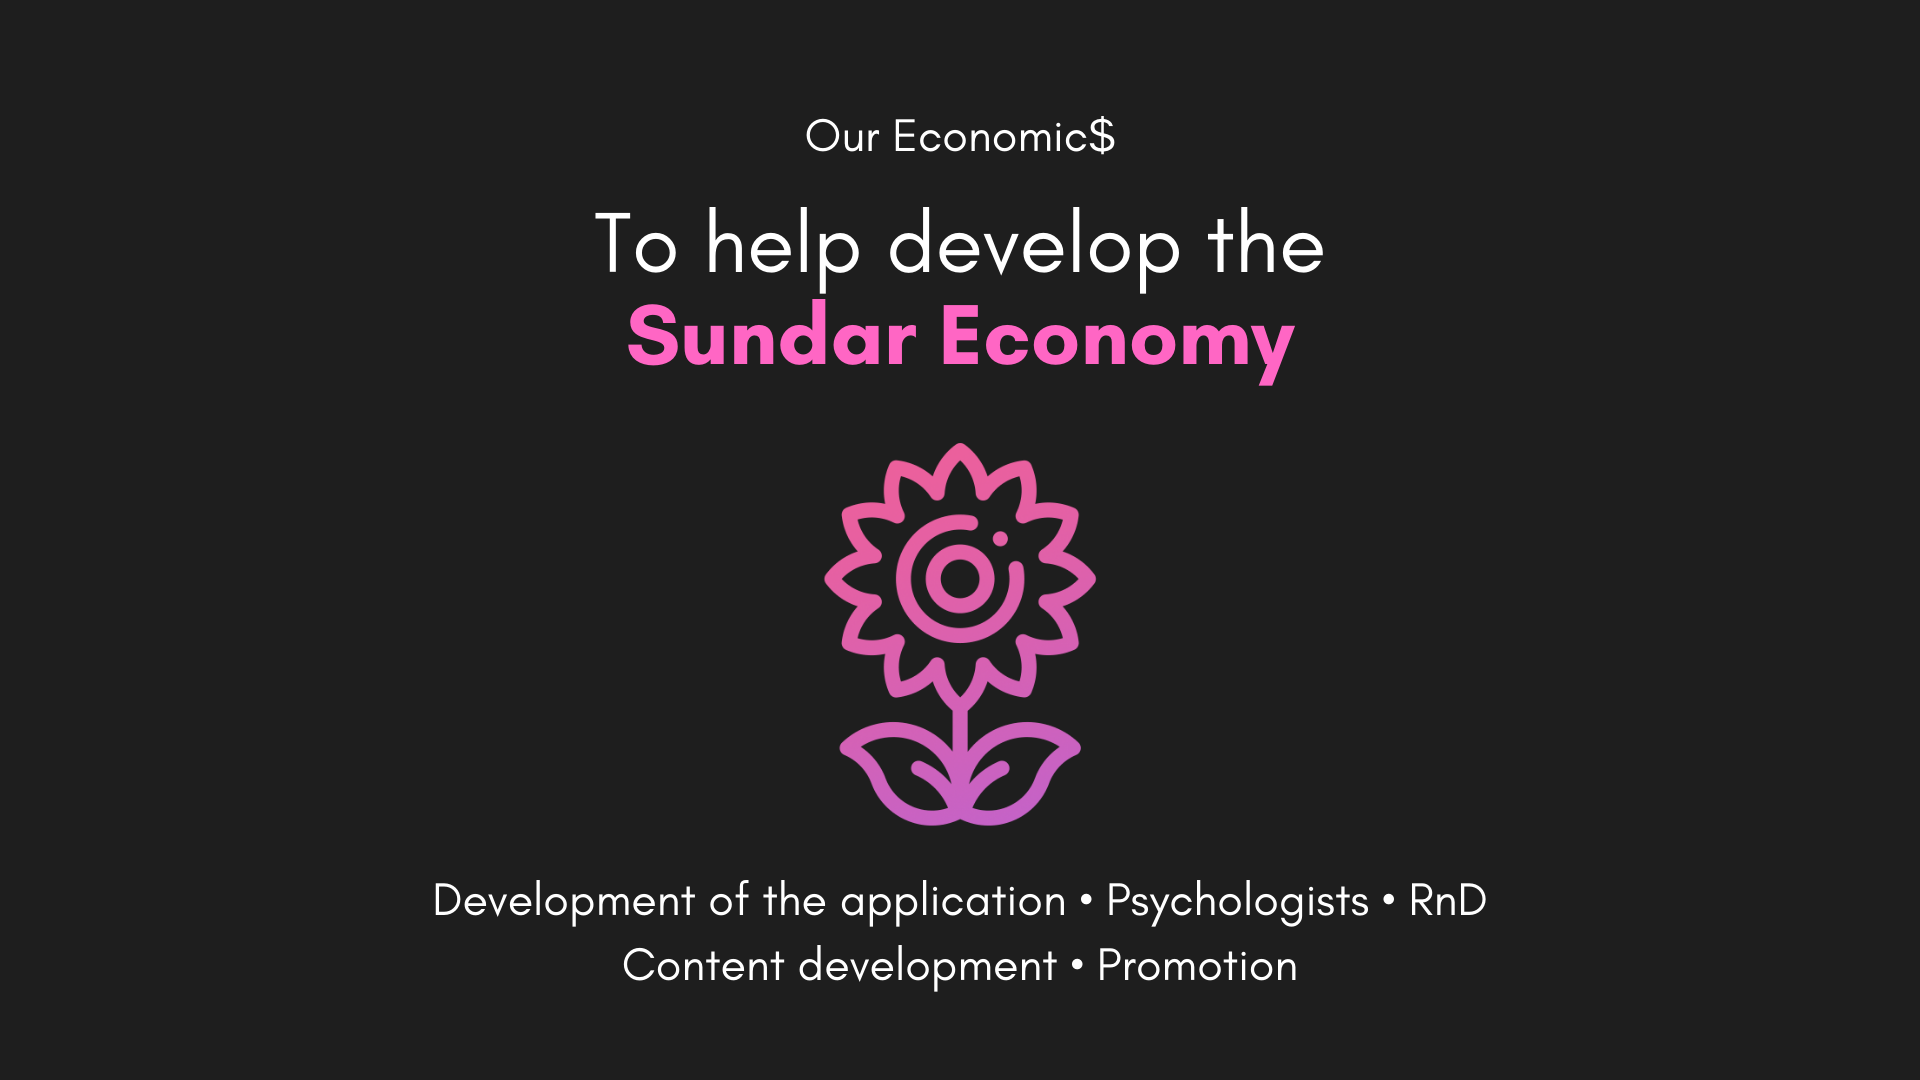 Our Economic$
To help develop the
Sundar Economy
Development of the application • Psychologists • RnD
Content development • Promotion